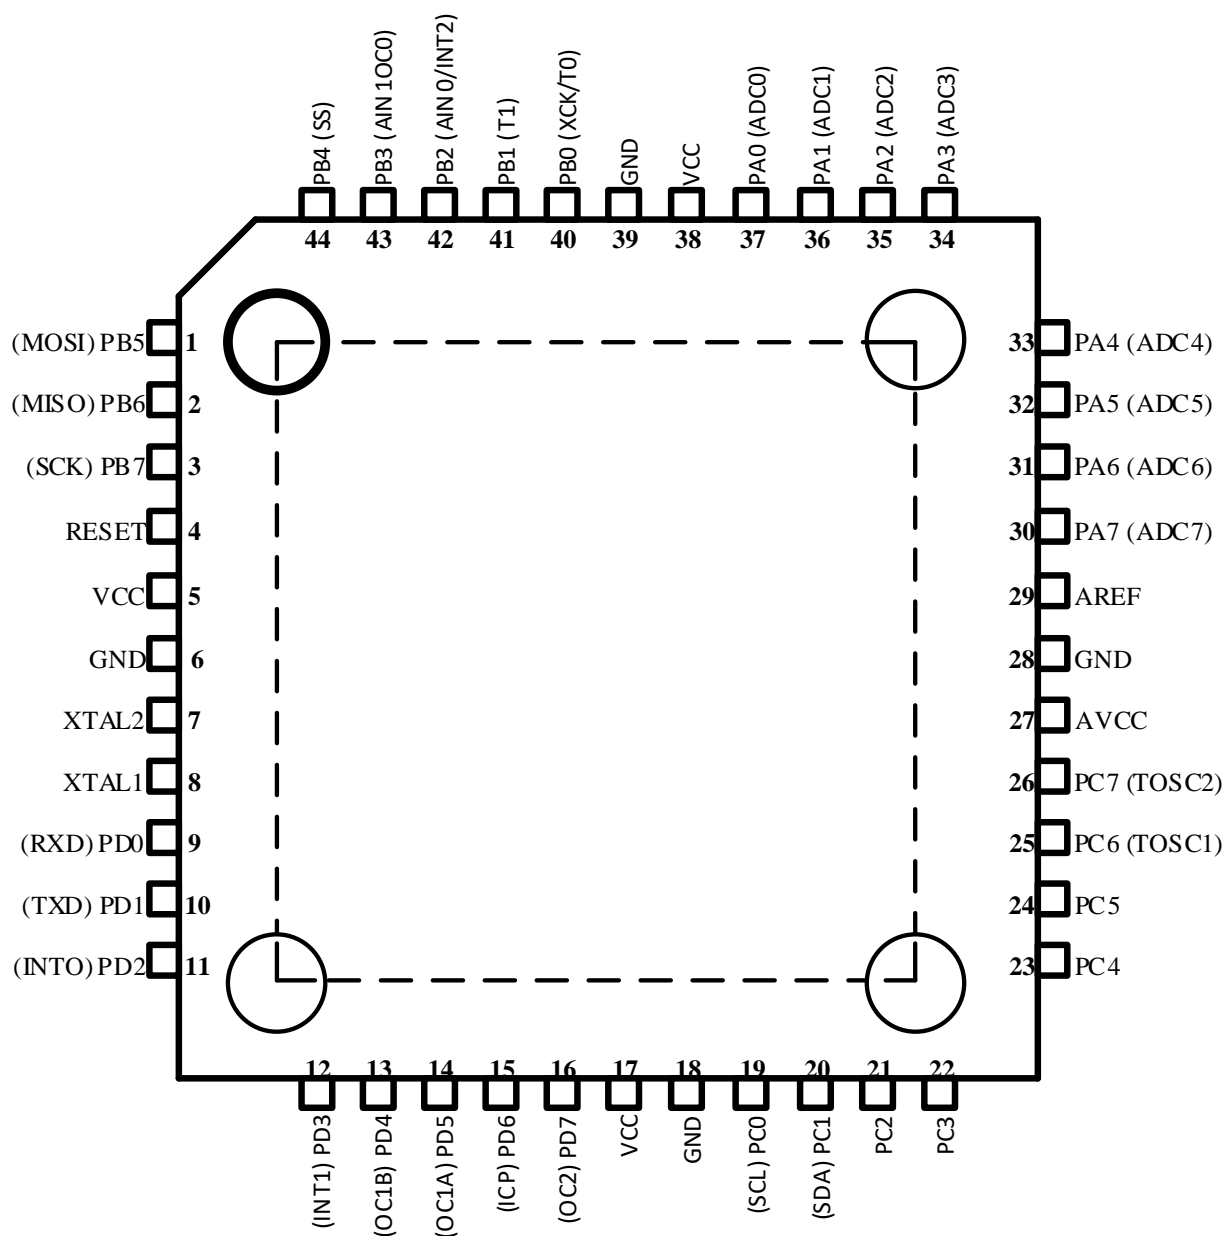 PB4 (SS)
PB3 (AIN 1OC0)
PB2 (AIN 0/INT2)
PB1 (T1)
PB0 (XCK/T0)
GND
VCC
PA0 (ADC0)
PA1 (ADC1)
PA2 (ADC2)
PA3 (ADC3)
44 43 42 41 40 39 38 37 36 35 34
(MOSI) PB5 1
(MISO) PB6 2
(SCK) PB7 3
RESET 4
VCC 5
GND 6
XTAL2 7
XTAL1 8
(RXD) PD0 9
(TXD) PD1 10
(INTO) PD2 11
33 PA4 (ADC4)
32 PA5 (ADC5)
31 PA6 (ADC6)
30 PA7 (ADC7)
29 AREF
28 GND
27 AVCC
26 PC7 (TOSC2)
25 PC6 (TOSC1)
24 PC5
23 PC4
12 13 14 15 16 17 18 19 20 21 22
(INT1) PD3
(OC1B) PD4
(OC1A) PD5
(ICP) PD6
(OC2) PD7
VCC
GND
(SCL) PC0
(SDA) PC1
PC2
PC3